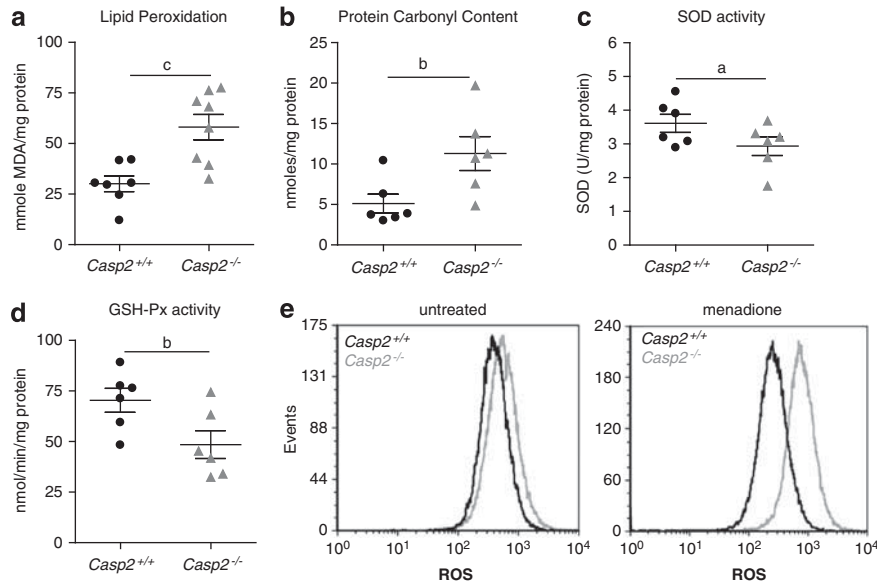 a Lipid Peroxidation
mmole MDA/mg protein
100
75
50
25
0
c
Casp2+/+ Casp2-/-
b Protein Carbonyl Content
nmoles/mg protein
25
20
15
10
5
0
b
Casp2+/+ Casp2-/-
c SOD activity
SOD (U/mg protein)
6
5
4
3
2
1
0
a
Casp2+/+ Casp2-/-
d GSH-Px activity
nmol/min/mg protein
100
75
50
25
0
b
Casp2+/+ Casp2-/-
e untreated
Events
175
131
88
44
0
Casp2+/+
Casp2-/-
10⁰ 10¹ 10² 10³ 10⁴
ROS
menadione
240
180
120
60
0
Casp2+/+
Casp2-/-
10⁰ 10¹ 10² 10³ 10⁴
ROS